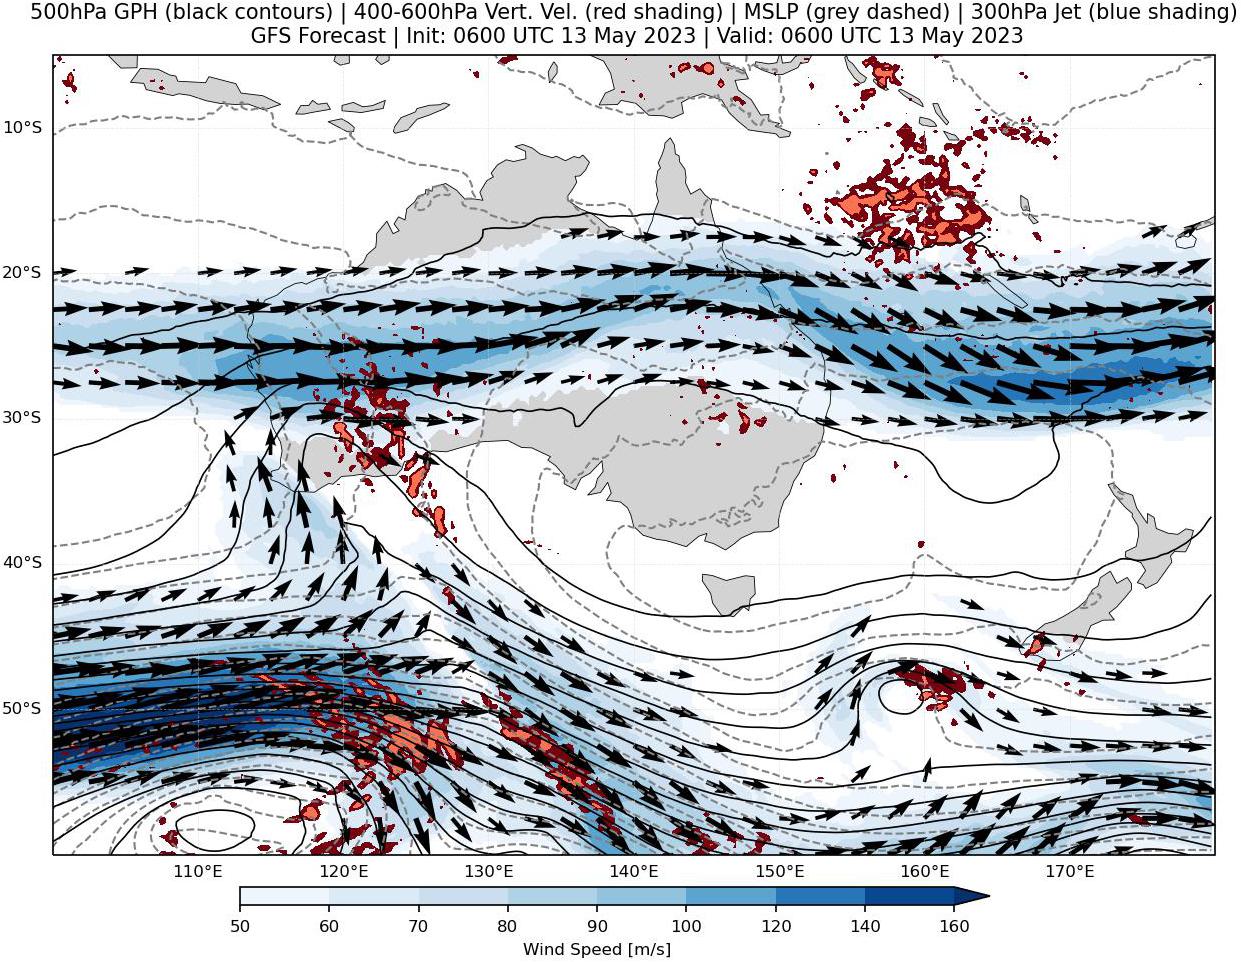 500hPa GPH (black contours) | 400-600hPa Vert. Vel. (red shading) | MSLP (grey dashed) | 300hPa Jet (blue shading)
GFS Forecast | Init: 0600 UTC 13 May 2023 | Valid: 0600 UTC 13 May 2023
10°S
20°S
30°S
40°S
50°S
110°E 120°E 130°E 140°E 150°E 160°E 170°E
50 60 70 80 90 100 120 140 160
Wind Speed [m/s]